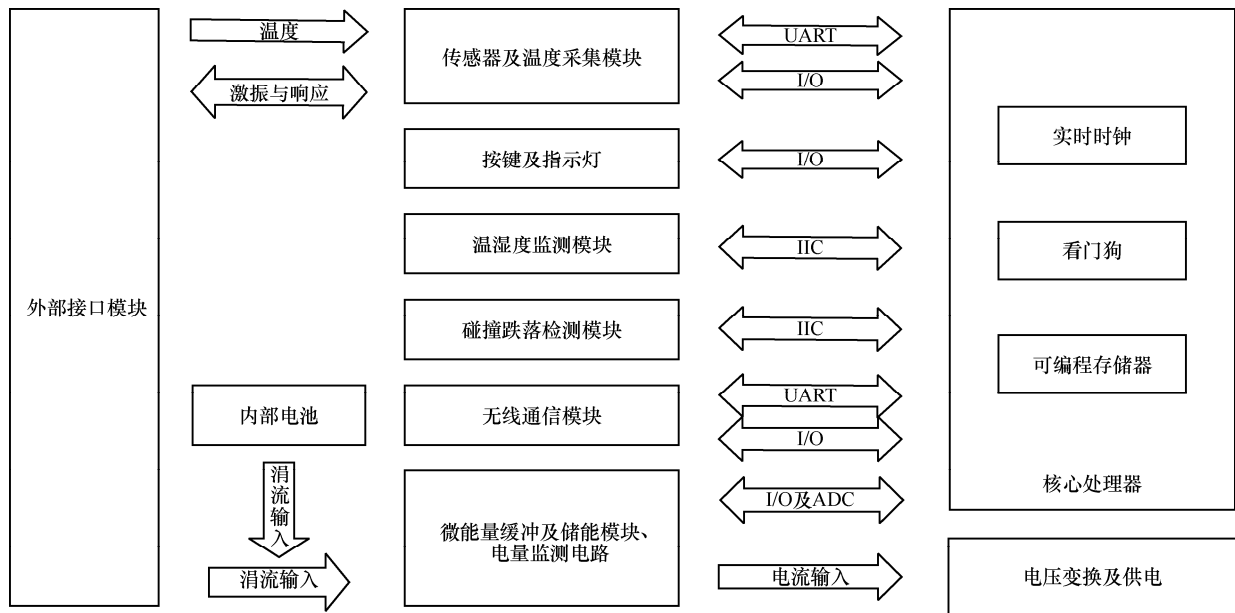 温度
传感器及温度采集模块
UART
激振与响应
I/O
实时时钟
按键及指示灯
I/O
温湿度监测模块
IIC
看门狗
外部接口模块
碰撞跌落检测模块
IIC
可编程存储器
内部电池
无线通信模块
UART
I/O
涓流输入
核心处理器
I/O及ADC
微能量缓冲及储能模块、
电量监测电路
涓流输入
电流输入
电压变换及供电